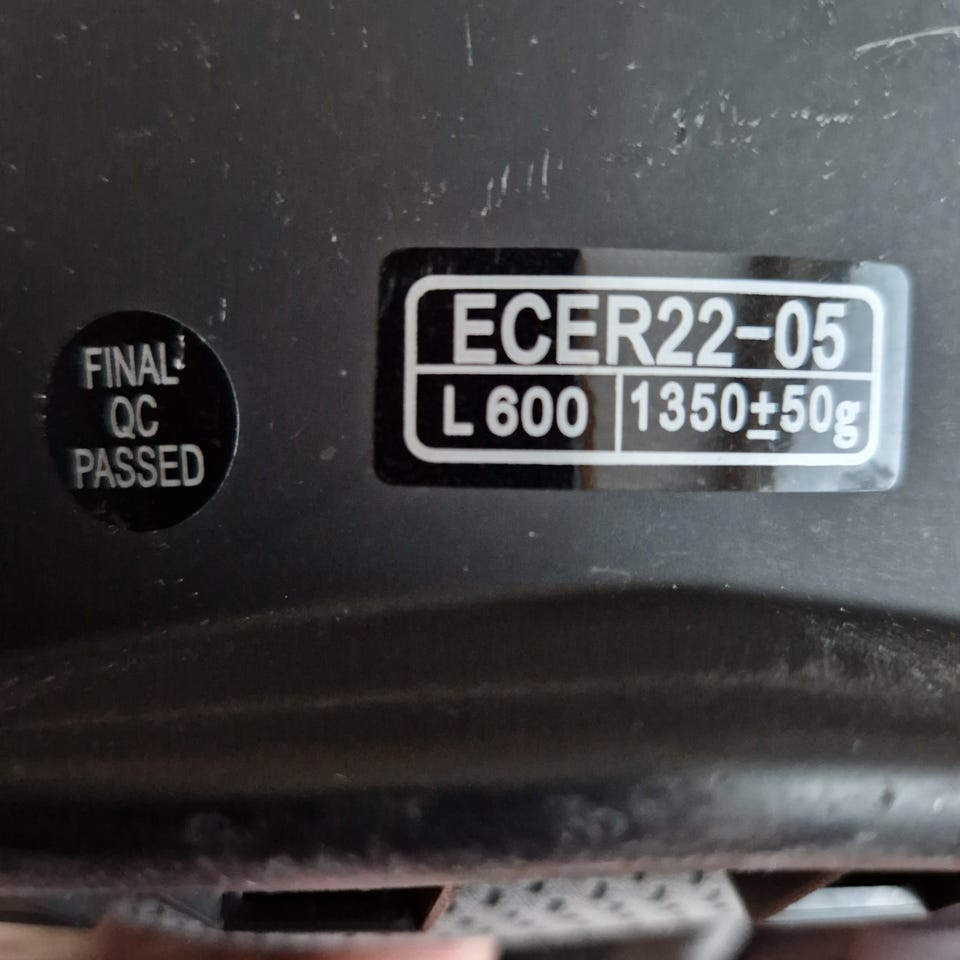 FINAL
QC
PASSED
ECER22-05
L 600
1350±50g